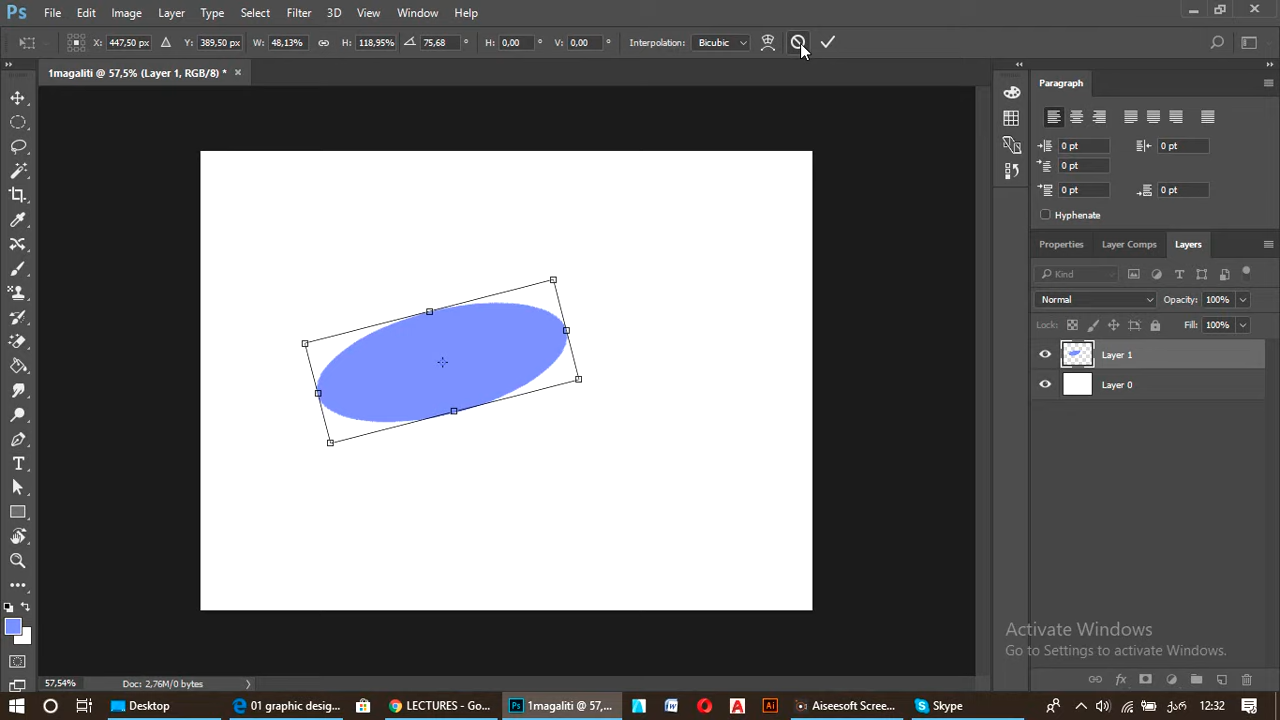 Ps File Edit Image Layer Type Select Filter 3D View Window Help
X: 447,50 px Y: 389,50 px W: 48,13% H: 118,95% 75,68 ° H: 0,00 ° V: 0,00 ° Interpolation: Bicubic
1magaliti @ 57,5% (Layer 1, RGB/8) * ×
Paragraph
0 pt 0 pt
0 pt
0 pt 0 pt
Hyphenate
Properties Layer Comps Layers
Kind
Normal Opacity: 100%
Lock: Fill: 100%
Layer 1
Layer 0
T
Activate Windows
Go to Settings to activate Windows.
57,54% Doc: 2,76M/0 bytes
Desktop 01 graphic desig... LECTURES - Go... Ps 1magaliti @ 57,... Ai Aiseesoft Scree... Skype ქარ 12:32